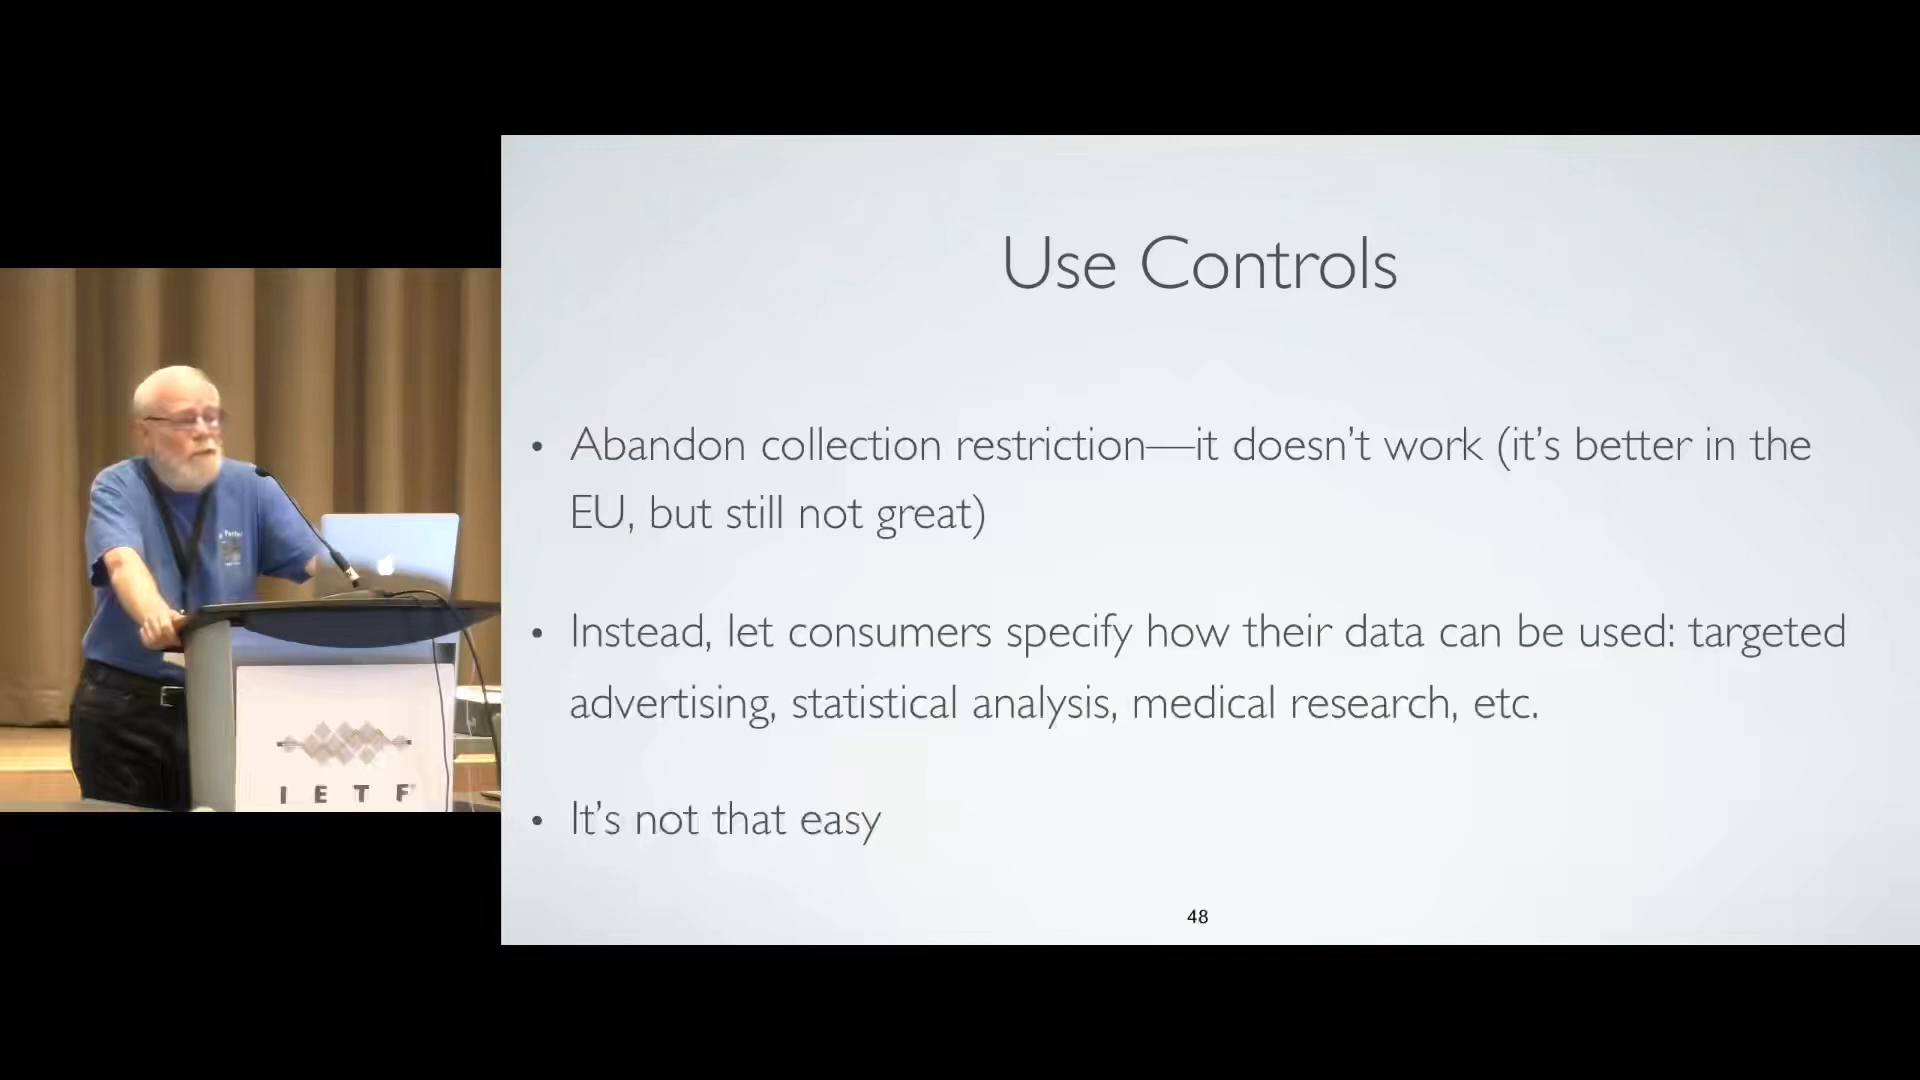 Use Controls
• Abandon collection restriction—it doesn’t work (it’s better in the
EU, but still not great)
• Instead, let consumers specify how their data can be used: targeted
advertising, statistical analysis, medical research, etc.
• It’s not that easy
48
I E T F